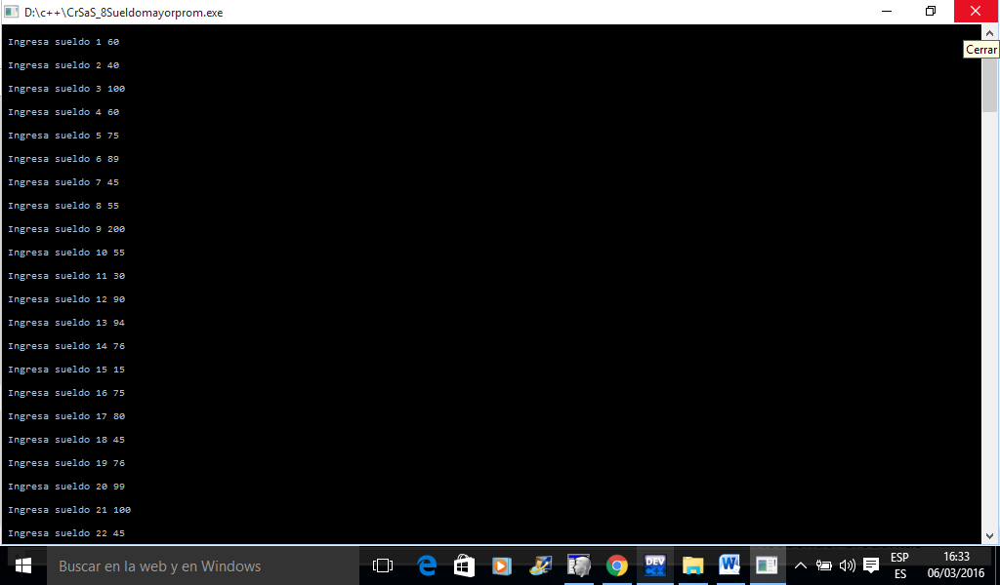 D:\c++\CrSaS_8Sueldomayorprom.exe
Cerrar
Ingresa sueldo 1 60
Ingresa sueldo 2 40
Ingresa sueldo 3 100
Ingresa sueldo 4 60
Ingresa sueldo 5 75
Ingresa sueldo 6 89
Ingresa sueldo 7 45
Ingresa sueldo 8 55
Ingresa sueldo 9 200
Ingresa sueldo 10 55
Ingresa sueldo 11 30
Ingresa sueldo 12 90
Ingresa sueldo 13 94
Ingresa sueldo 14 76
Ingresa sueldo 15 15
Ingresa sueldo 16 75
Ingresa sueldo 17 80
Ingresa sueldo 18 45
Ingresa sueldo 19 76
Ingresa sueldo 20 99
Ingresa sueldo 21 100
Ingresa sueldo 22 45
Buscar en la web y en Windows
DEV
ESP
ES
16:33
06/03/2016